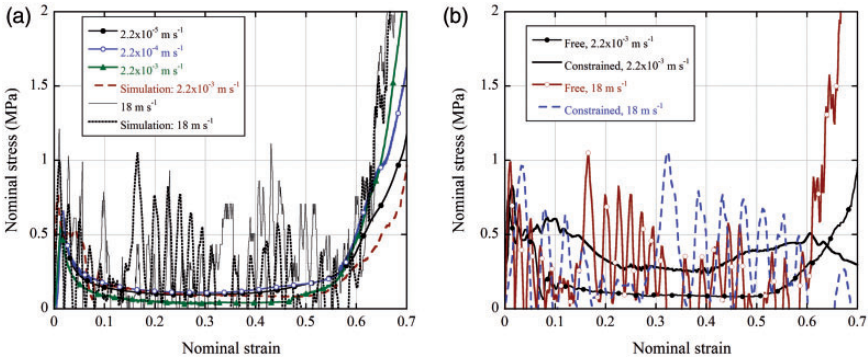 (a)
Nominal stress (MPa)
2
1.5
1
0.5
0
2.2x10⁻⁵ m s⁻¹
2.2x10⁻⁴ m s⁻¹
2.2x10⁻³ m s⁻¹
Simulation: 2.2x10⁻³ m s⁻¹
18 m s⁻¹
Simulation: 18 m s⁻¹
0 0.1 0.2 0.3 0.4 0.5 0.6 0.7
Nominal strain
(b)
Nominal stress (MPa)
2
1.5
1
0.5
0
Free, 2.2x10⁻³ m s⁻¹
Constrained, 2.2x10⁻³ m s⁻¹
Free, 18 m s⁻¹
Constrained, 18 m s⁻¹
0 0.1 0.2 0.3 0.4 0.5 0.6 0.7
Nominal strain